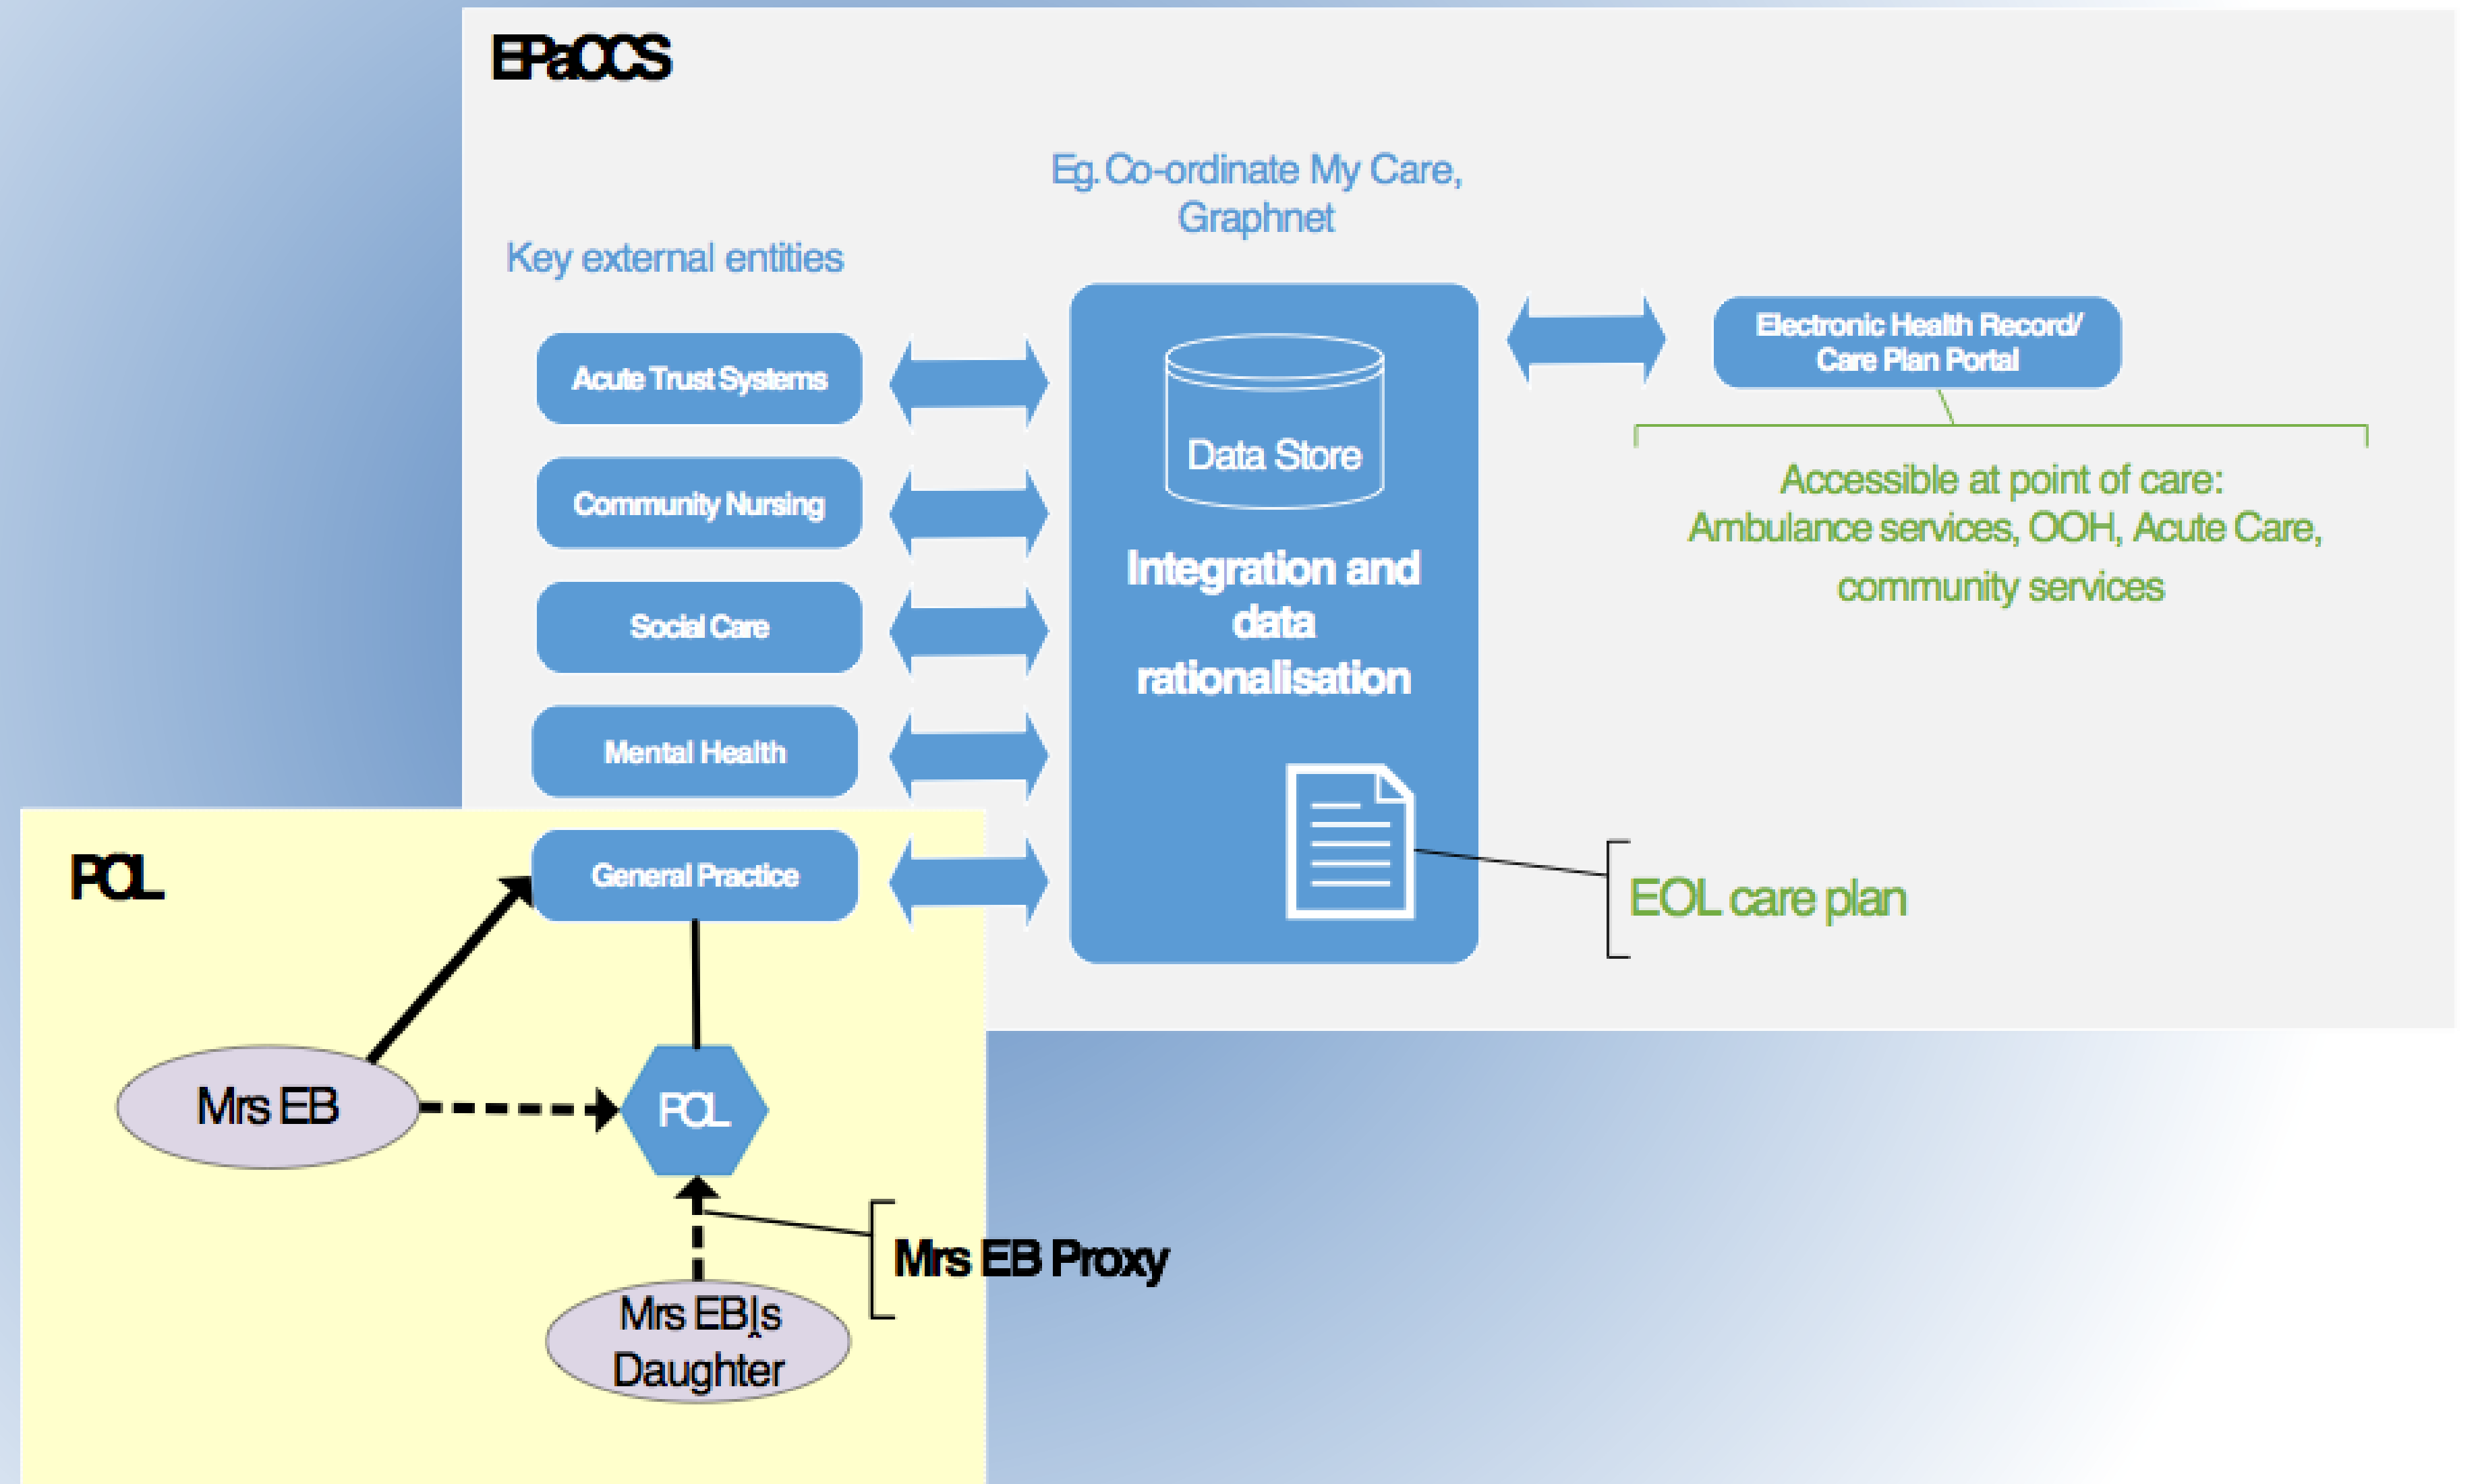 EPaCCS
Eg. Co-ordinate My Care,
Graphnet
Key external entities
Acute Trust Systems
Community Nursing
Social Care
Mental Health
General Practice
Data Store
Integration and
data
rationalisation
Electronic Health Record/
Care Plan Portal
Accessible at point of care:
Ambulance services, OOH, Acute Care,
community services
EOL care plan
POL
Mrs EB
POL
Mrs EB Proxy
Mrs EB|s
Daughter